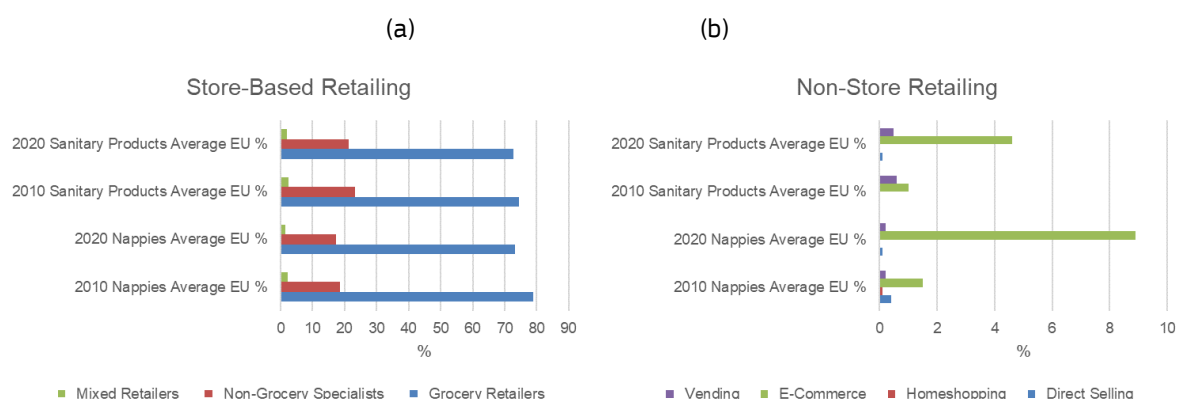 (a)
Store-Based Retailing
2020 Sanitary Products Average EU %
2010 Sanitary Products Average EU %
2020 Nappies Average EU %
2010 Nappies Average EU %
0 10 20 30 40 50 60 70 80 90
%
Mixed Retailers Non-Grocery Specialists Grocery Retailers
(b)
Non-Store Retailing
2020 Sanitary Products Average EU %
2010 Sanitary Products Average EU %
2020 Nappies Average EU %
2010 Nappies Average EU %
0 2 4 6 8 10
%
Vending E-Commerce Homeshopping Direct Selling